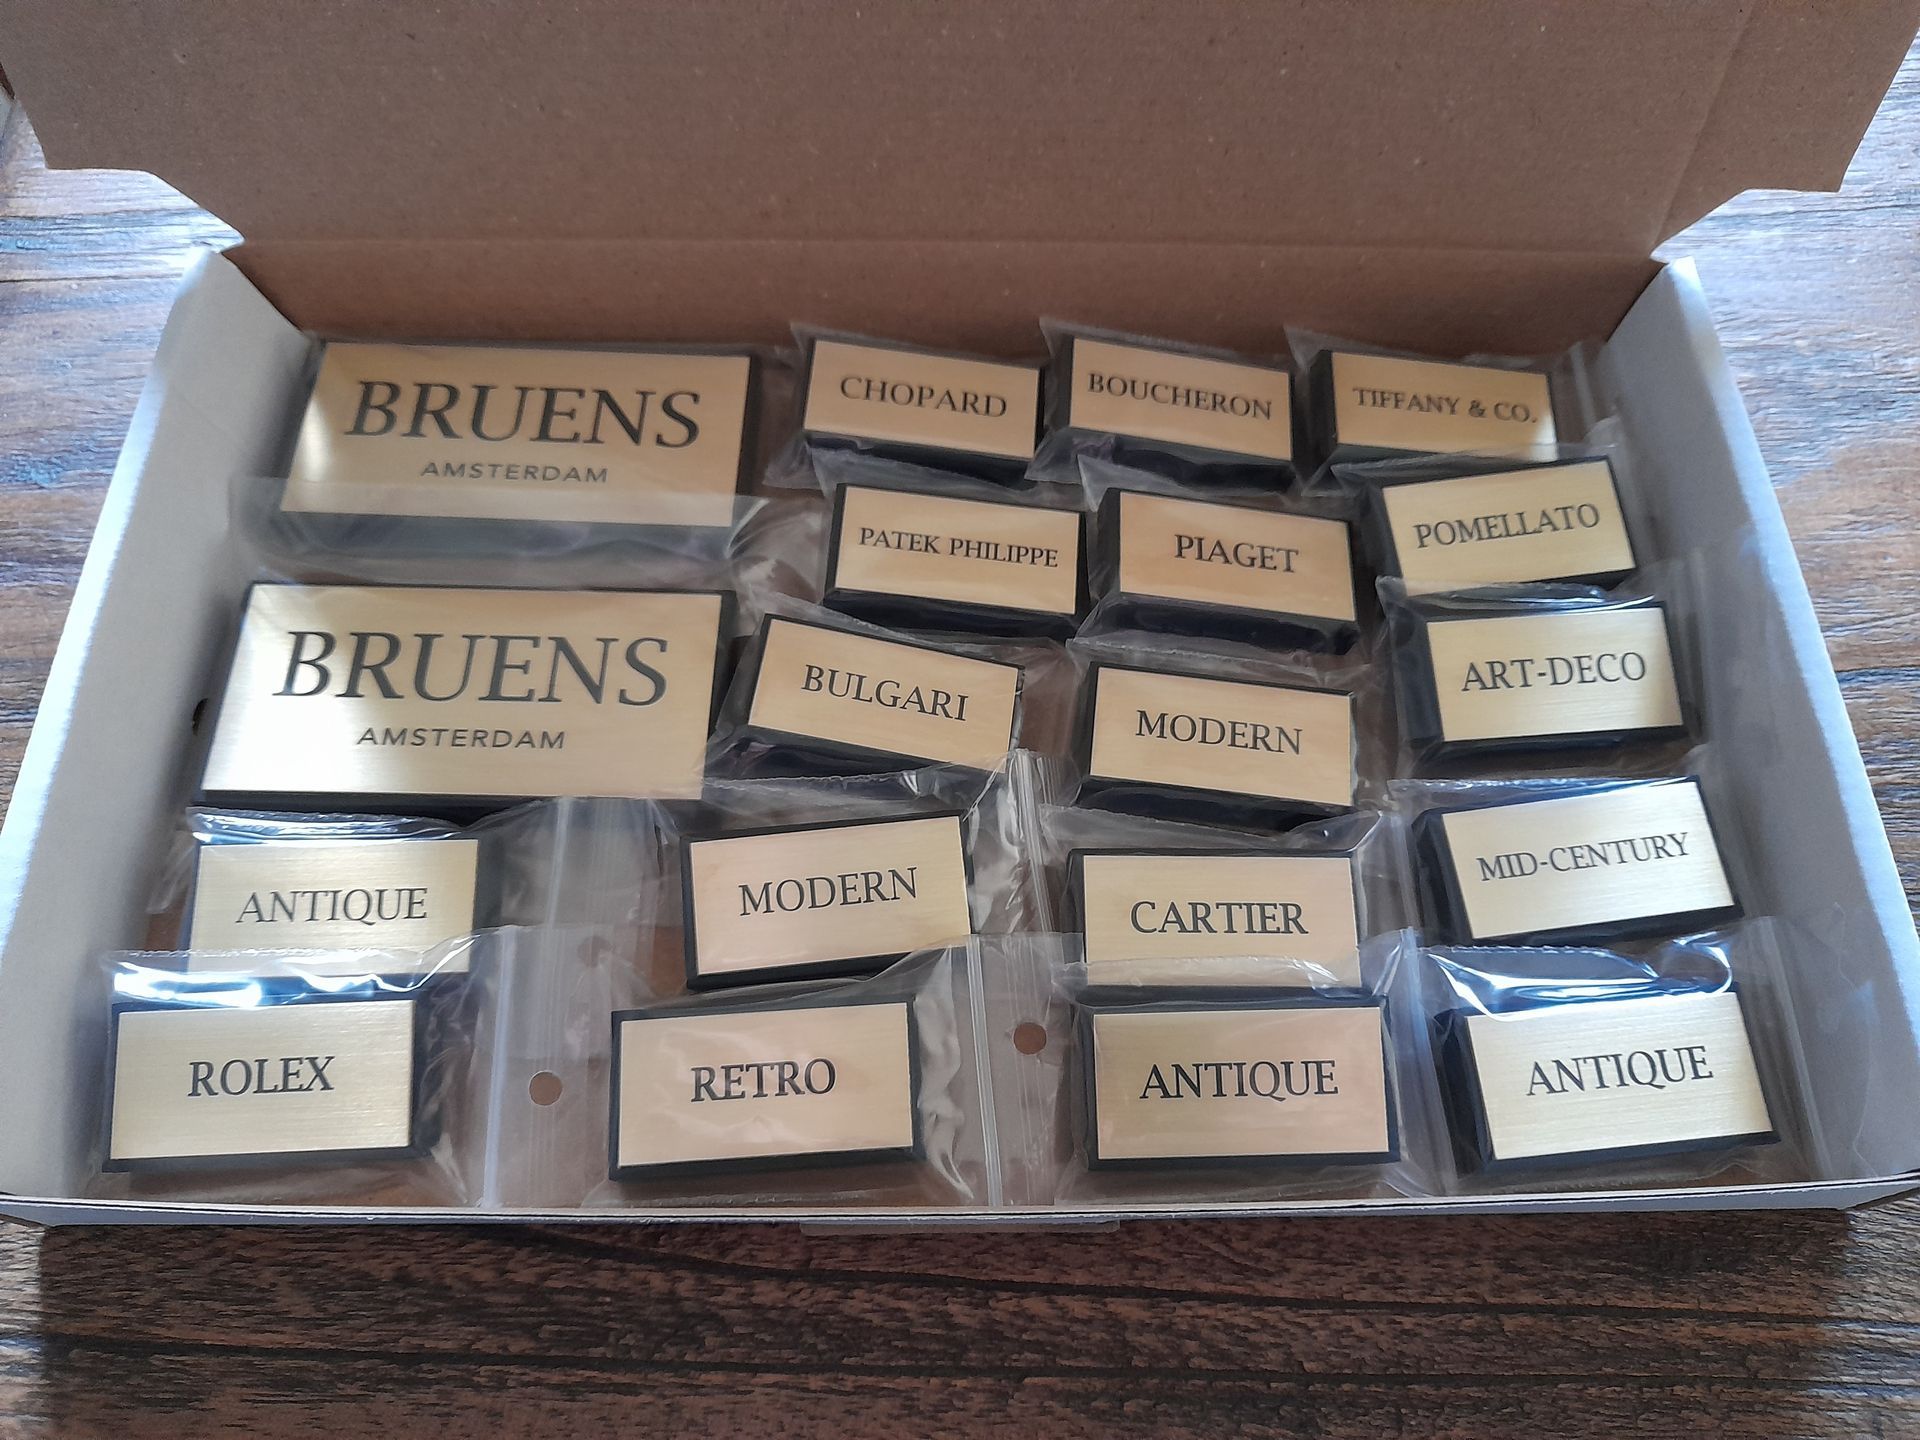 BRUENS
AMSTERDAM
CHOPARD
BOUCHERON
TIFFANY & CO.
PATEK PHILIPPE
PIAGET
POMELLATO
BRUENS
AMSTERDAM
BULGARI
MODERN
ART-DECO
ANTIQUE
MODERN
CARTIER
MID-CENTURY
ROLEX
RETRO
ANTIQUE
ANTIQUE